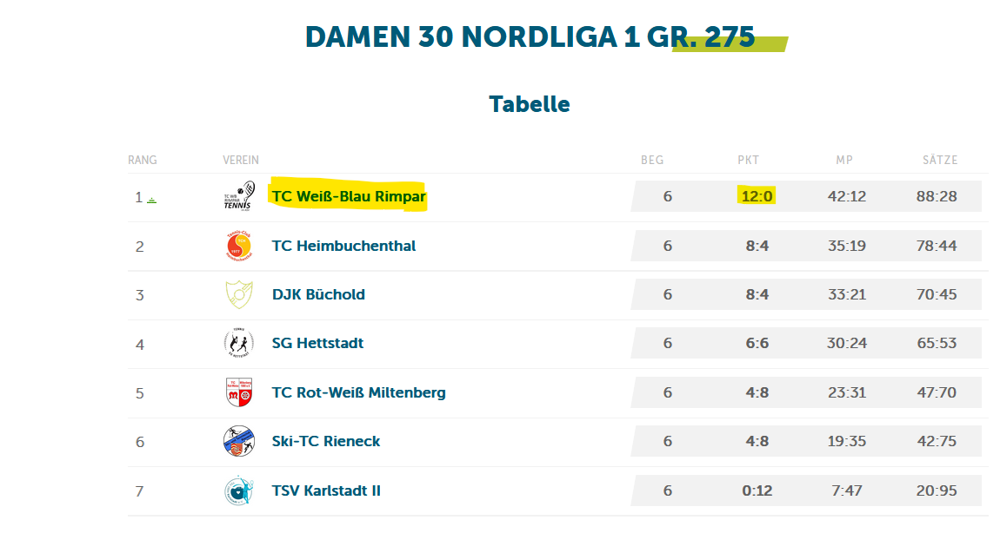 DAMEN 30 NORDLIGA 1 GR. 275
Tabelle
RANG VEREIN BEG PKT MP SÄTZE
1 TC Weiß-Blau Rimpar 6 12:0 42:12 88:28
2 TC Heimbuchenthal 6 8:4 35:19 78:44
3 DJK Büchold 6 8:4 33:21 70:45
4 SG Hettstadt 6 6:6 30:24 65:53
5 TC Rot-Weiß Miltenberg 6 4:8 23:31 47:70
6 Ski-TC Rieneck 6 4:8 19:35 42:75
7 TSV Karlstadt II 6 0:12 7:47 20:95